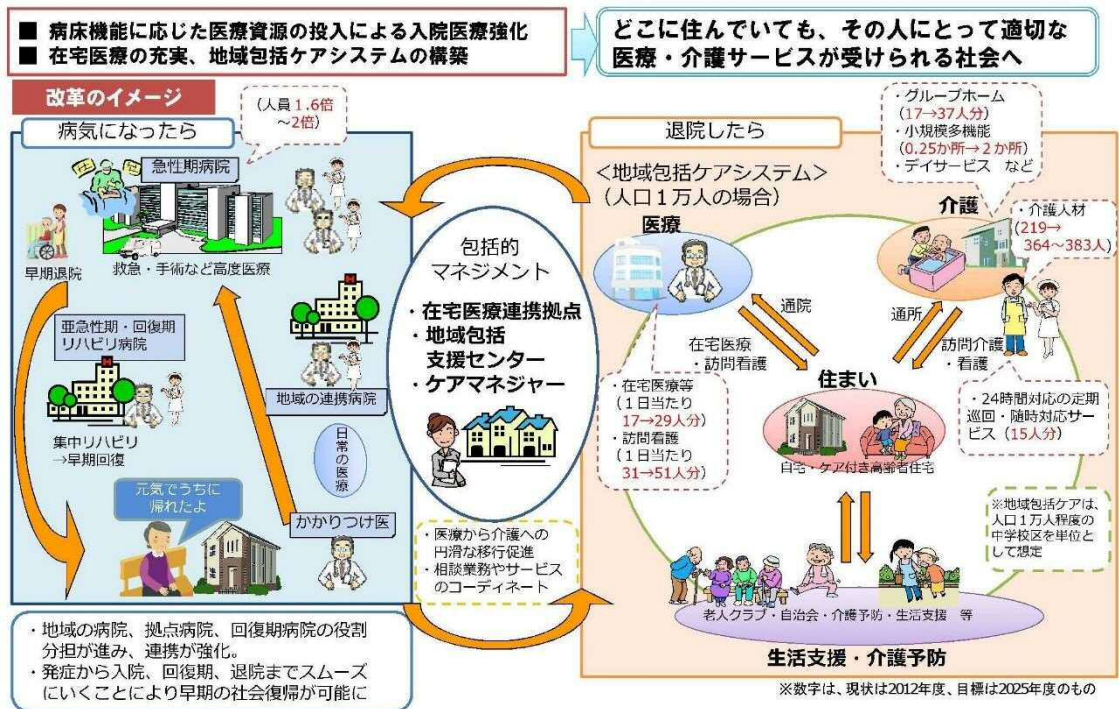 ■ 病床機能に応じた医療資源の投入による入院医療強化
■ 在宅医療の充実、地域包括ケアシステムの構築
どこに住んでいても、その人にとって適切な
医療・介護サービスが受けられる社会へ
改革のイメージ
病気になったら
(人員1.6倍
~2倍)
急性期病院
早期退院
救急・手術など高度医療
亜急性期・回復期
リハビリ病院
集中リハビリ
→早期回復
地域の連携病院
日常の医療
元気でうちに
帰れたよ
かかりつけ医
・地域の病院、拠点病院、回復期病院の役割
分担が進み、連携が強化。
・発症から入院、回復期、退院までスムーズ
にいくことにより早期の社会復帰が可能に
包括的
マネジメント
・在宅医療連携拠点
・地域包括
支援センター
・ケアマネジャー
・医療から介護への
円滑な移行促進
・相談業務やサービス
のコーディネート
退院したら
<地域包括ケアシステム>
(人口1万人の場合)
・グループホーム
(17→37人分)
・小規模多機能
(0.25か所→2か所)
・デイサービス など
医療
介護
・介護人材
(219→
364~383人)
通院
在宅医療
・訪問看護
通所
訪問介護
・看護
・在宅医療等
(1日当たり
17→29人分)
・訪問看護
(1日当たり
31→51人分)
住まい
自宅・ケア付き高齢者住宅
・24時間対応の定期
巡回・随時対応サー
ビス(15人分)
※地域包括ケアは、
人口1万人程度の
中学校区を単位と
して想定
老人クラブ・自治会・介護予防・生活支援 等
生活支援・介護予防
※数字は、現状は2012年度、目標は2025年度のもの